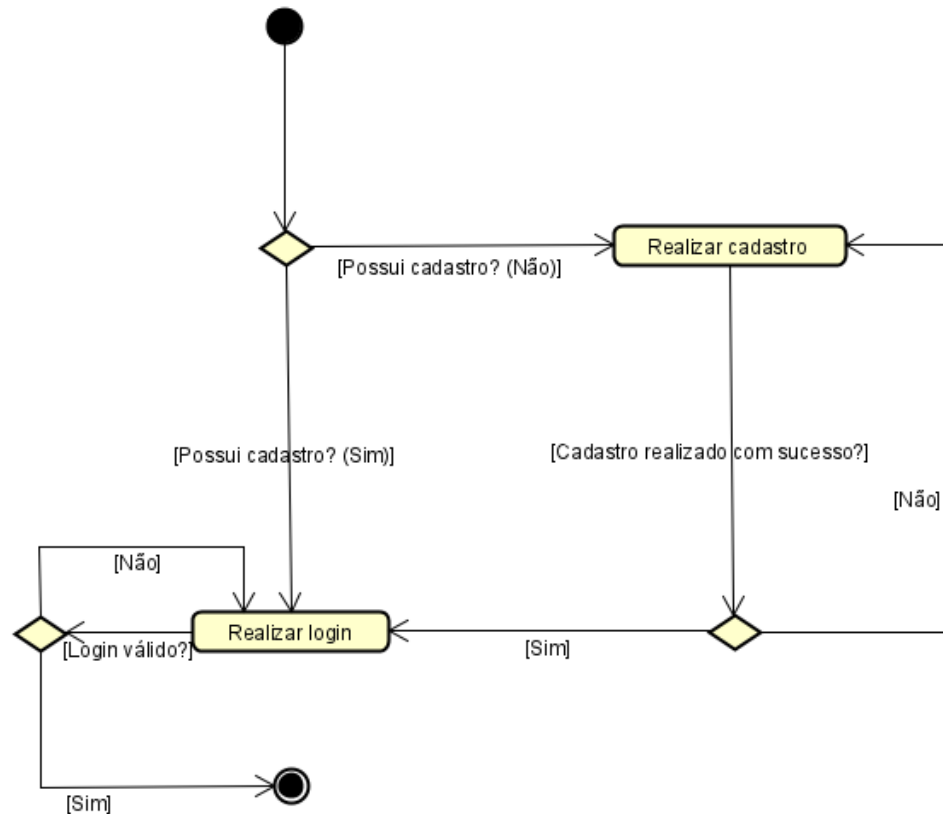 Realizar cadastro
[Possui cadastro? (Não)]
[Possui cadastro? (Sim)]
[Cadastro realizado com sucesso?]
[Não]
[Não]
Realizar login
[Login válido?]
[Sim]
[Sim]